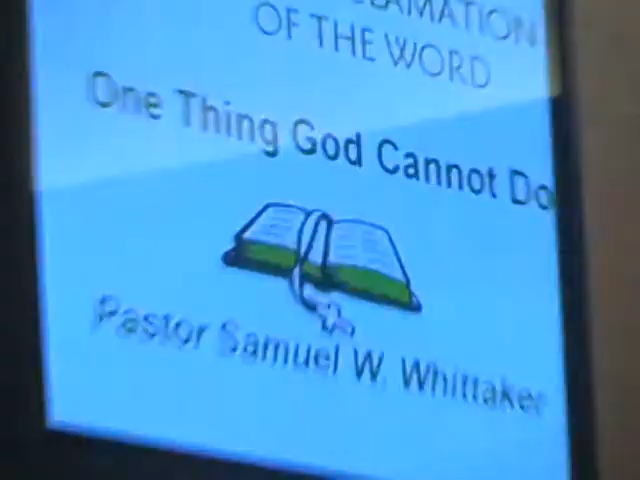 OF THE WORD
One Thing God Cannot Do
Pastor Samuel W. Whittaker